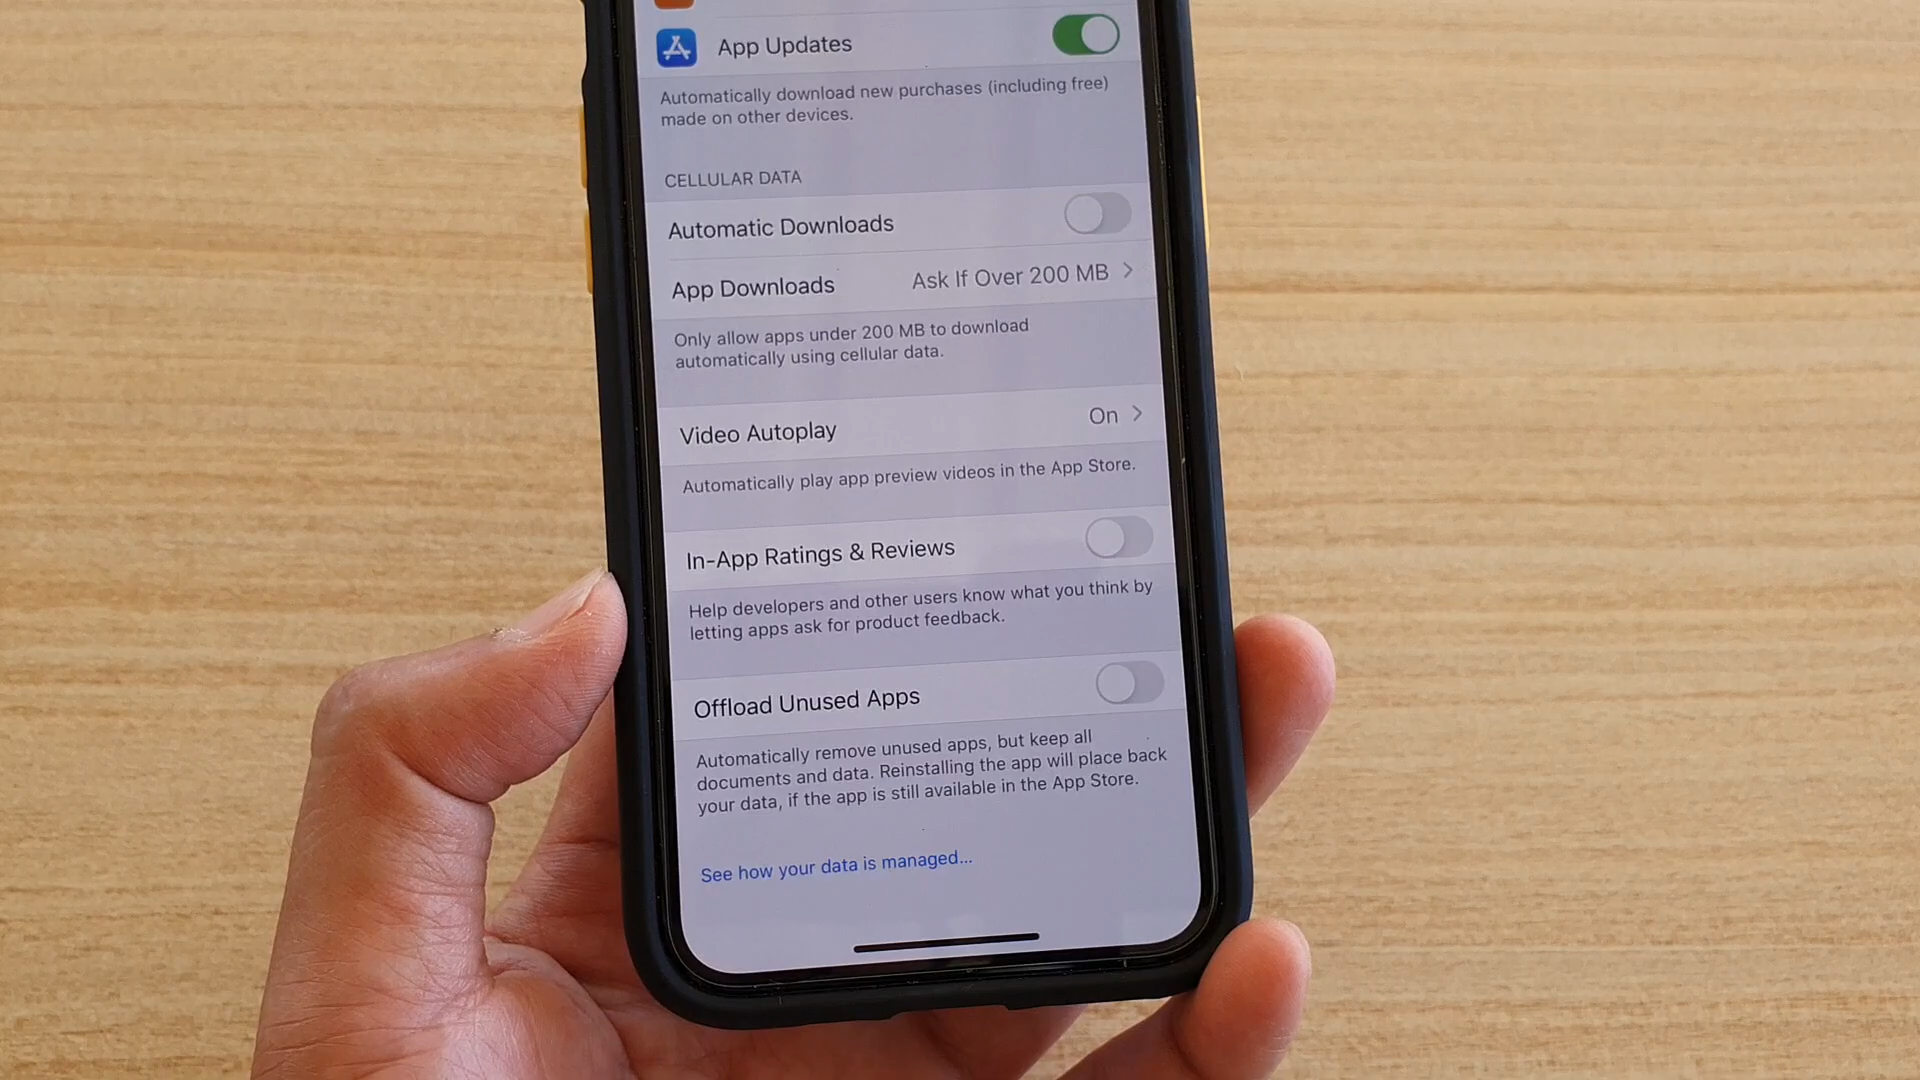 App Updates
Automatically download new purchases (including free)
made on other devices.
CELLULAR DATA
Automatic Downloads
App Downloads Ask If Over 200 MB
Only allow apps under 200 MB to download
automatically using cellular data.
Video Autoplay On
Automatically play app preview videos in the App Store.
In-App Ratings & Reviews
Help developers and other users know what you think by
letting apps ask for product feedback.
Offload Unused Apps
Automatically remove unused apps, but keep all
documents and data. Reinstalling the app will place back
your data, if the app is still available in the App Store.
See how your data is managed...